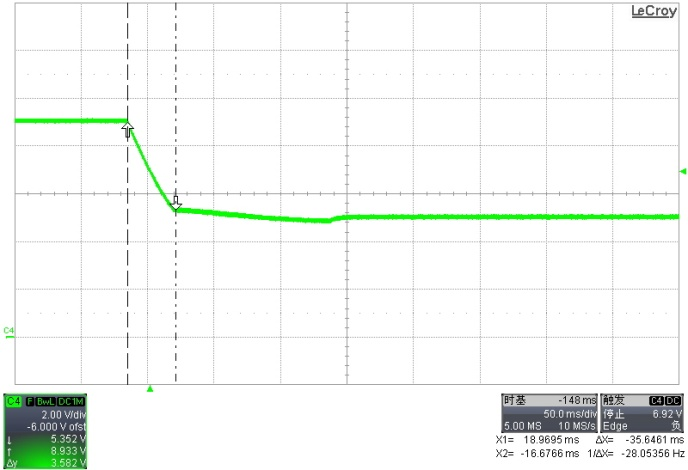 LeCroy
C4
C4 F BwL DC1M
2.00 V/div
-6.000 V ofst
5.352 V
8.933 V
Δy 3.582 V
时基 -148 ms
50.0 ms/div
5.00 MS 10 MS/s
触发 C4 DC
停止 6.92 V
Edge 负
X1= 18.9695 ms ΔX= -35.6461 ms
X2= -16.6766 ms 1/ΔX= -28.05356 Hz